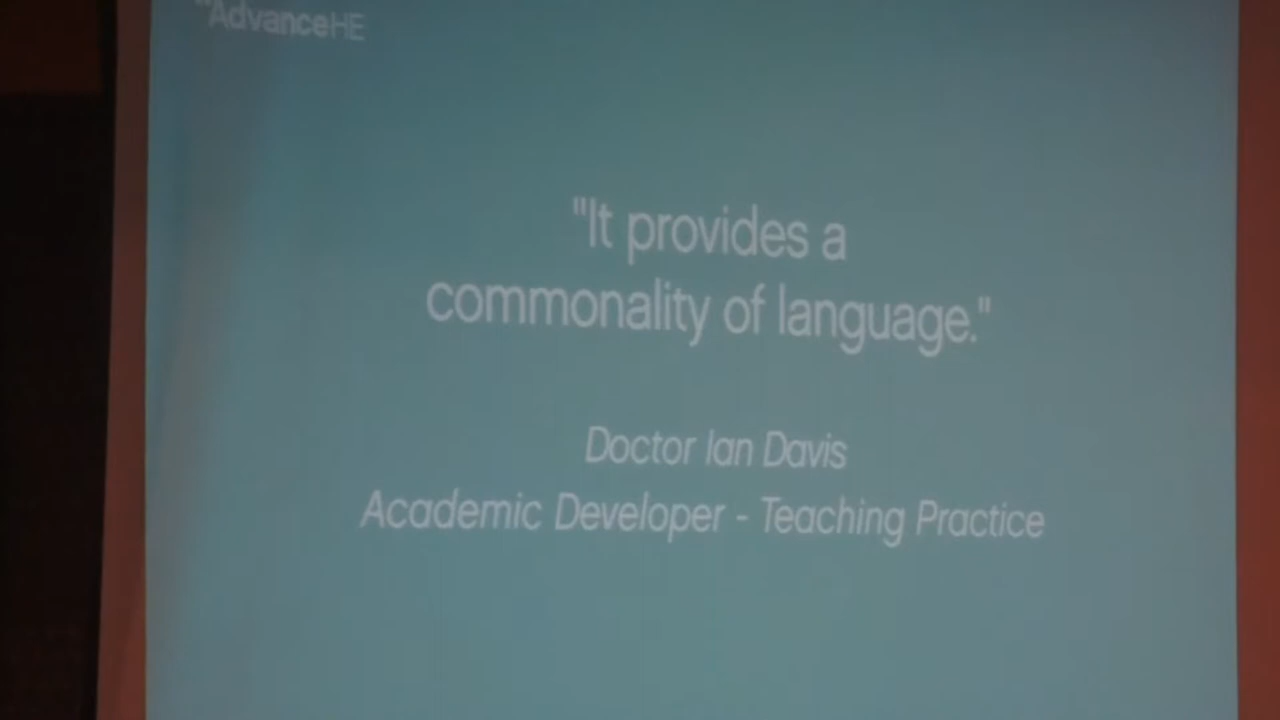 AdvanceHE
"It provides a
commonality of language."
Doctor Ian Davis
Academic Developer - Teaching Practice